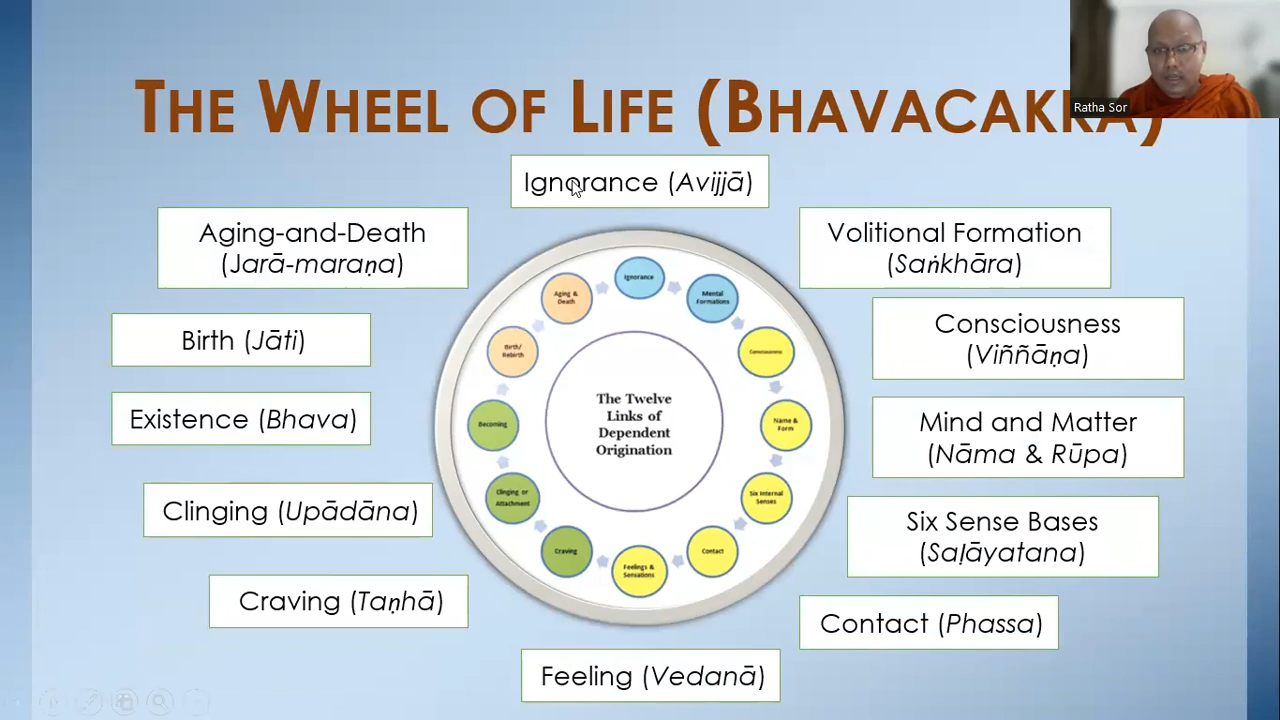 THE WHEEL OF LIFE (BHAVACAKRA)
Ratha Sor
Ignorance (Avijjā)
Volitional Formation
(Saṅkhāra)
Consciousness
(Viññāṇa)
Mind and Matter
(Nāma & Rūpa)
Six Sense Bases
(Saḷāyatana)
Contact (Phassa)
Feeling (Vedanā)
Craving (Taṇhā)
Clinging (Upādāna)
Existence (Bhava)
Birth (Jāti)
Aging-and-Death
(Jarā-maraṇa)
Ignorance
Mental
Formations
Consciousness
Name &
Form
Six Internal
Senses
Contact
Feelings &
Sensations
Craving
Clinging or
Attachment
Becoming
Birth/
Rebirth
Aging &
Death
The Twelve
Links of
Dependent
Origination